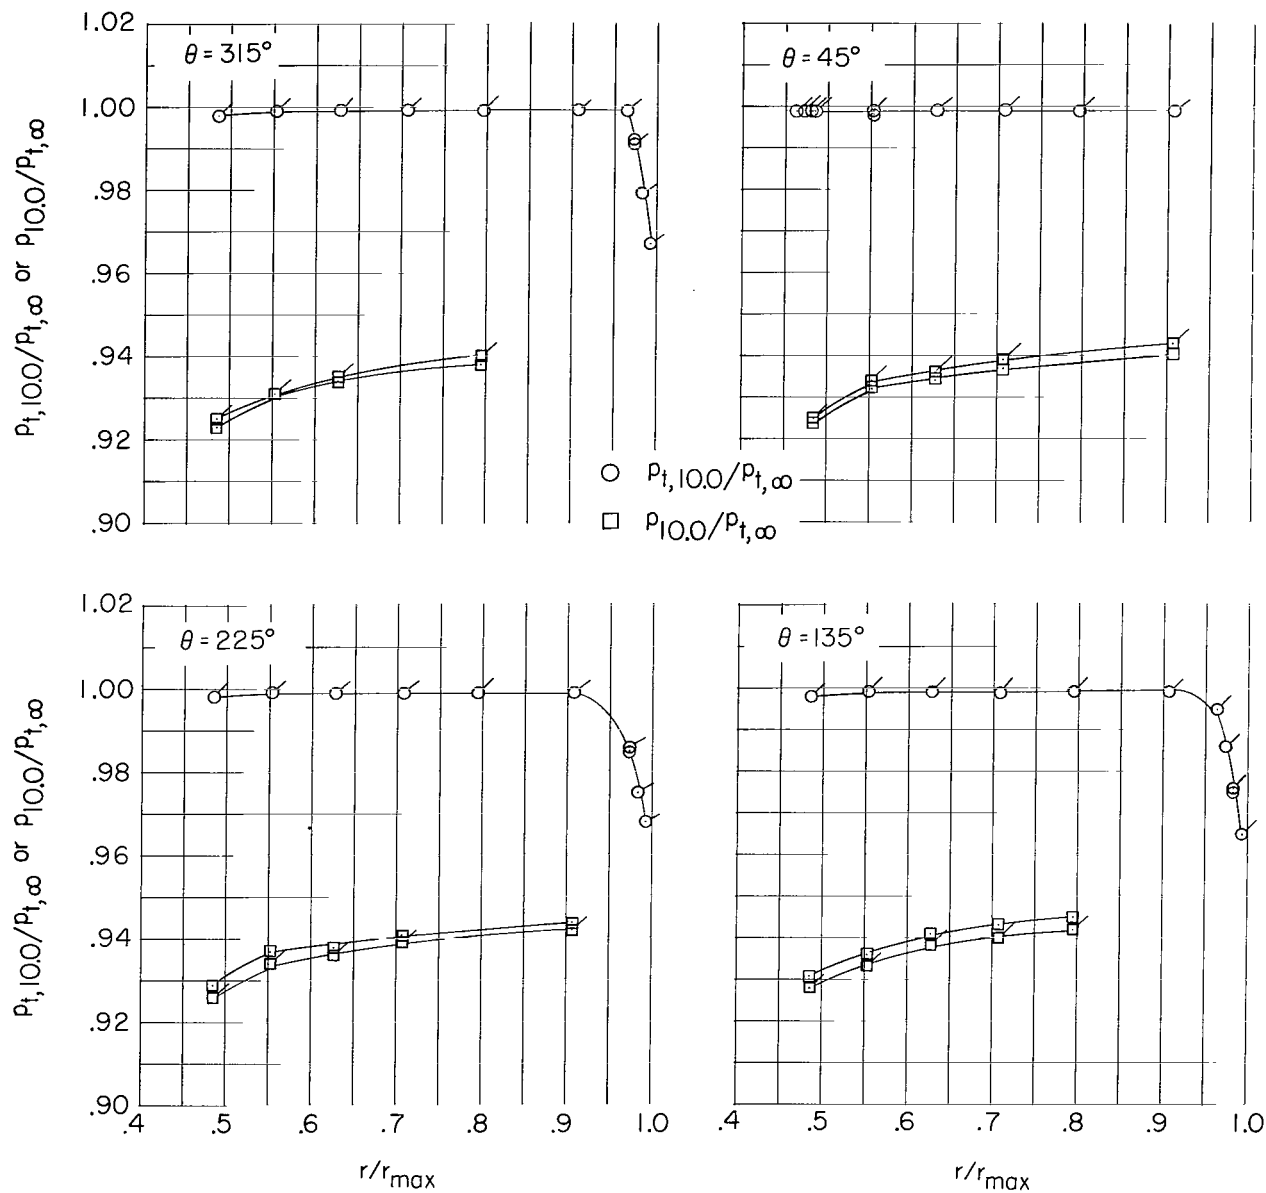 1.02
1.00
.98
.96
.94
.92
.90
p_t,10.0/p_t,∞ or p_10.0/p_t,∞
θ = 315°
θ = 45°
○ p_t,10.0/p_t,∞
□ p_10.0/p_t,∞
1.02
1.00
.98
.96
.94
.92
.90
p_t,10.0/p_t,∞ or p_10.0/p_t,∞
θ = 225°
θ = 135°
.4 .5 .6 .7 .8 .9 1.0
.4 .5 .6 .7 .8 .9 1.0
r/r_max
r/r_max